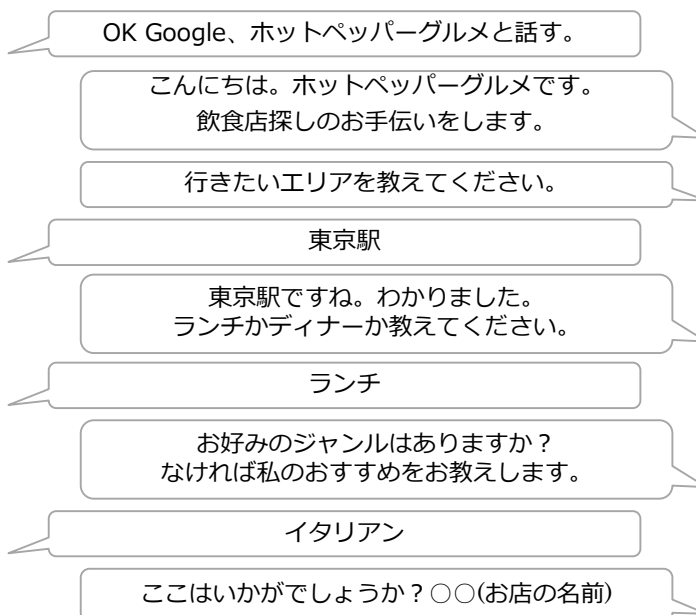 OK Google、ホットペッパーグルメと話す。
こんにちは。ホットペッパーグルメです。
飲食店探しのお手伝いをします。
行きたいエリアを教えてください。
東京駅
東京駅ですね。わかりました。
ランチかディナーか教えてください。
ランチ
お好みのジャンルはありますか？
なければ私のおすすめをお教えします。
イタリアン
ここはいかがでしょうか？○○(お店の名前)